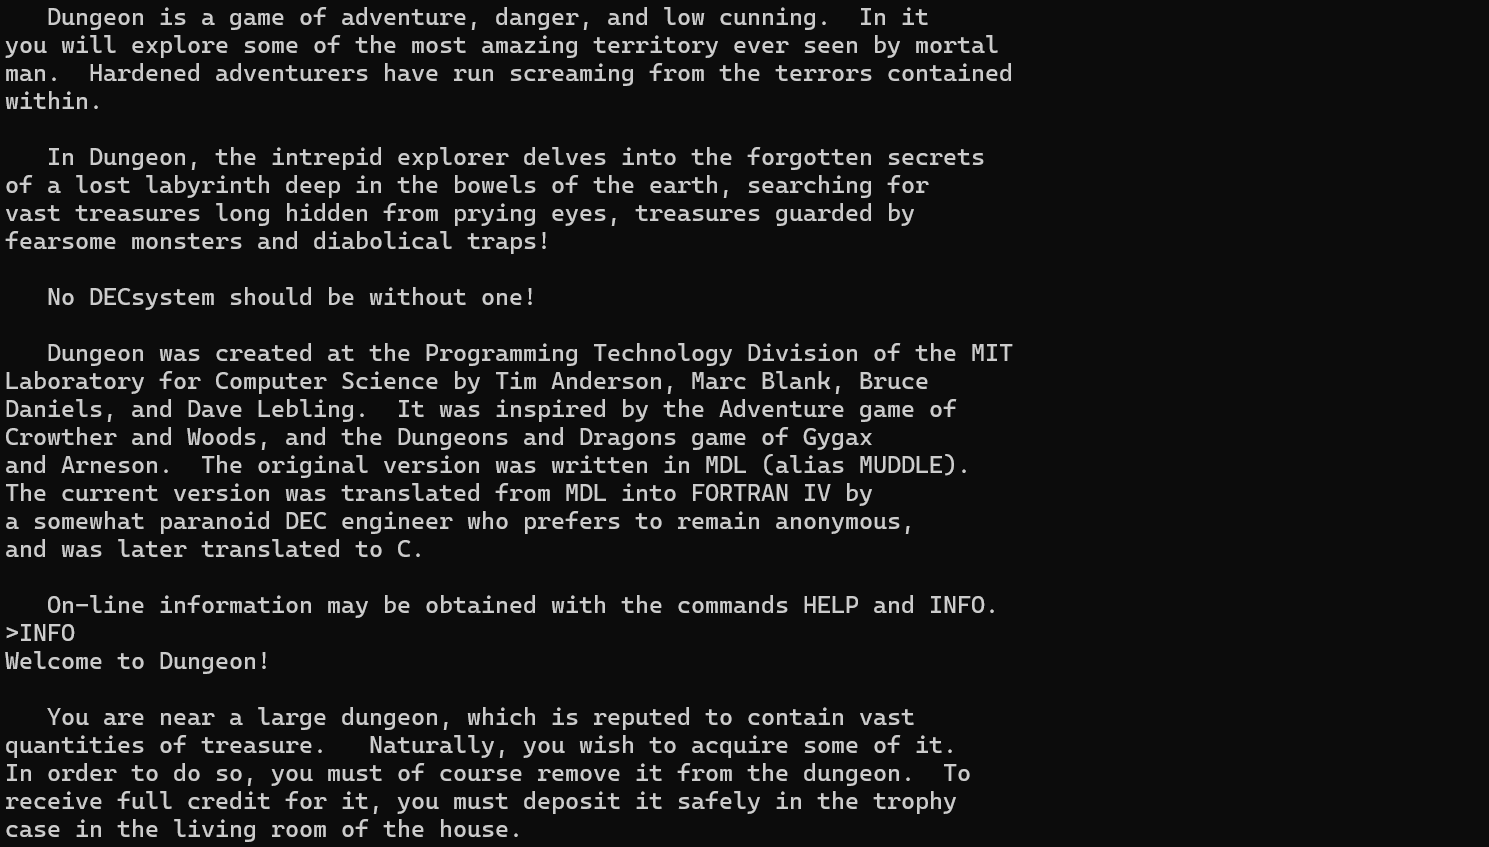 Dungeon is a game of adventure, danger, and low cunning.  In it
you will explore some of the most amazing territory ever seen by mortal
man.  Hardened adventurers have run screaming from the terrors contained
within.

   In Dungeon, the intrepid explorer delves into the forgotten secrets
of a lost labyrinth deep in the bowels of the earth, searching for
vast treasures long hidden from prying eyes, treasures guarded by
fearsome monsters and diabolical traps!

   No DECsystem should be without one!

   Dungeon was created at the Programming Technology Division of the MIT
Laboratory for Computer Science by Tim Anderson, Marc Blank, Bruce
Daniels, and Dave Lebling.  It was inspired by the Adventure game of
Crowther and Woods, and the Dungeons and Dragons game of Gygax
and Arneson.  The original version was written in MDL (alias MUDDLE).
The current version was translated from MDL into FORTRAN IV by
a somewhat paranoid DEC engineer who prefers to remain anonymous,
and was later translated to C.

   On-line information may be obtained with the commands HELP and INFO.
>INFO
Welcome to Dungeon!

   You are near a large dungeon, which is reputed to contain vast
quantities of treasure.   Naturally, you wish to acquire some of it.
In order to do so, you must of course remove it from the dungeon.  To
receive full credit for it, you must deposit it safely in the trophy
case in the living room of the house.